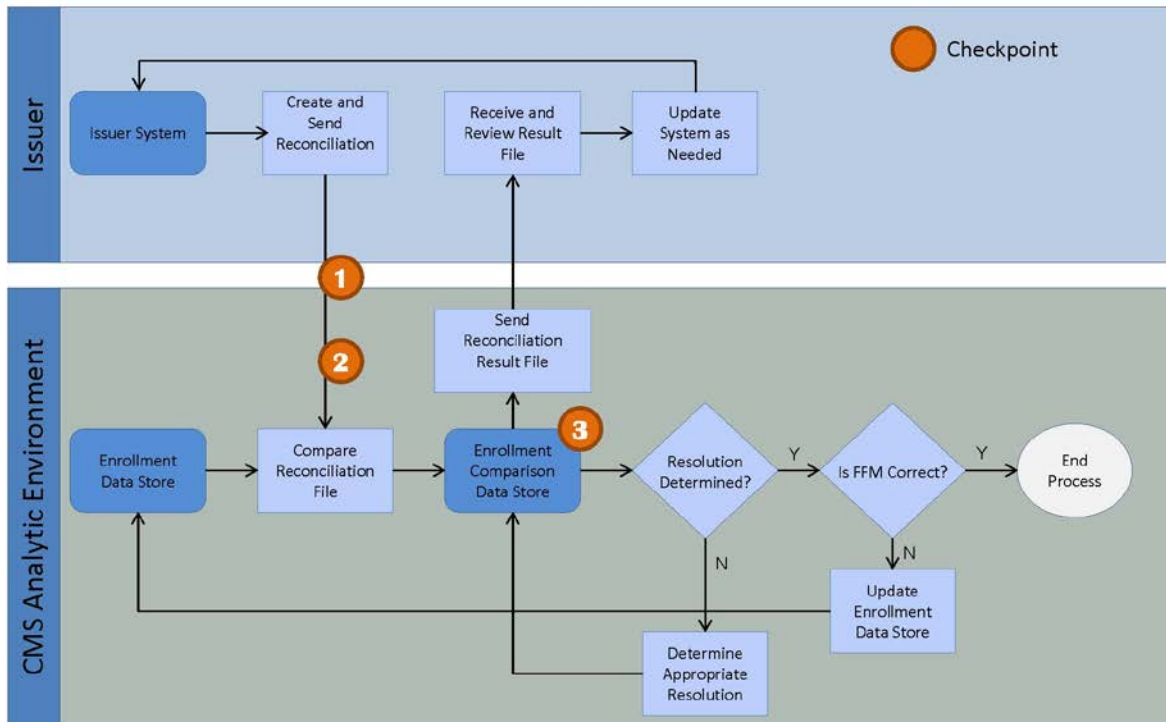 Issuer
Checkpoint
Issuer System
Create and
Send
Reconciliation
Receive and
Review Result
File
Update
System as
Needed
1
CMS Analytic Environment
Send
Reconciliation
Result File
2
3
Enrollment
Data Store
Compare
Reconciliation
File
Enrollment
Comparison
Data Store
Resolution
Determined?
Y
Is FFM Correct?
Y
End
Process
N
N
Update
Enrollment
Data Store
Determine
Appropriate
Resolution